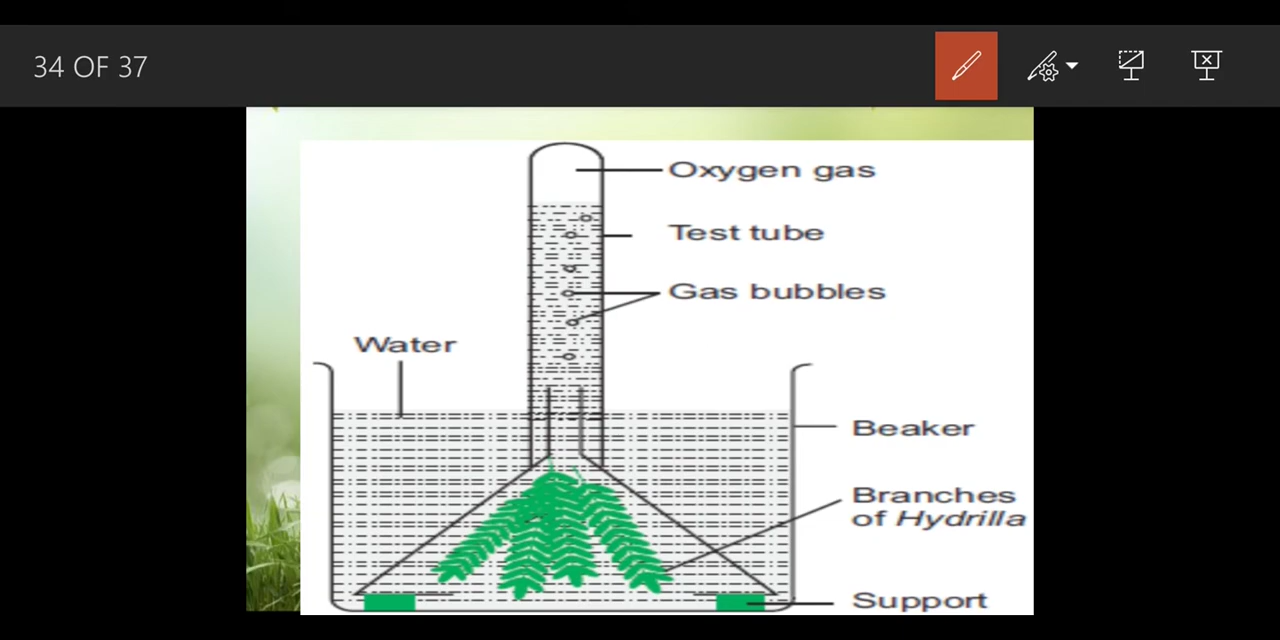 34 OF 37
Oxygen gas
Test tube
Gas bubbles
Water
Beaker
Branches
of Hydrilla
Support